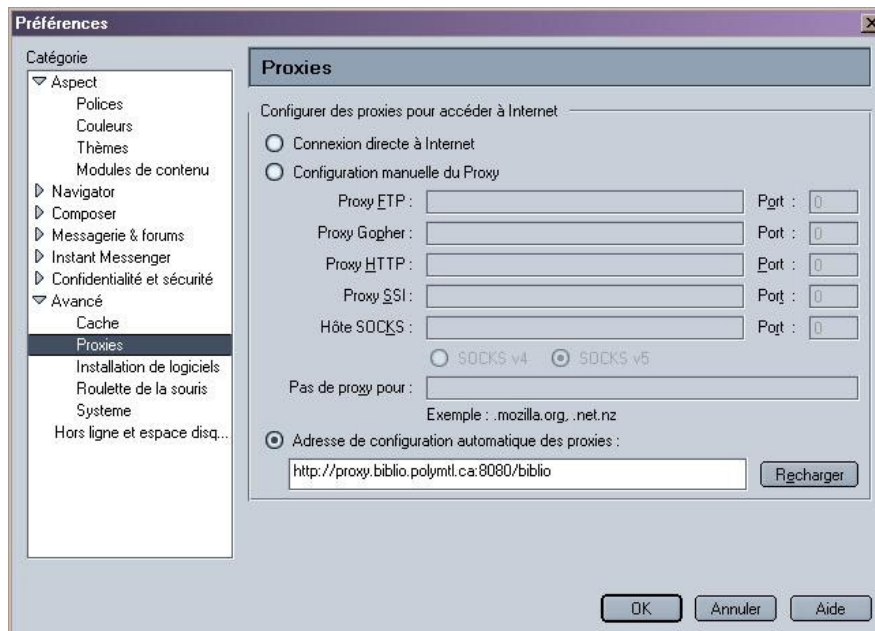 Préférences
Catégorie
Aspect
Polices
Couleurs
Thèmes
Modules de contenu
Navigator
Composer
Messagerie & forums
Instant Messenger
Confidentialité et sécurité
Avancé
Cache
Proxies
Installation de logiciels
Roulette de la souris
Systeme
Hors ligne et espace disq...
Proxies
Configurer des proxies pour accéder à Internet
Connexion directe à Internet
Configuration manuelle du Proxy
Proxy FTP : Port : 0
Proxy Gopher : Port : 0
Proxy HTTP : Port : 0
Proxy SSl : Port : 0
Hôte SOCKS : Port : 0
SOCKS v4 SOCKS v5
Pas de proxy pour :
Exemple : .mozilla.org, .net.nz
Adresse de configuration automatique des proxies :
http://proxy.biblio.polymtl.ca:8080/biblio Recharger
OK Annuler Aide